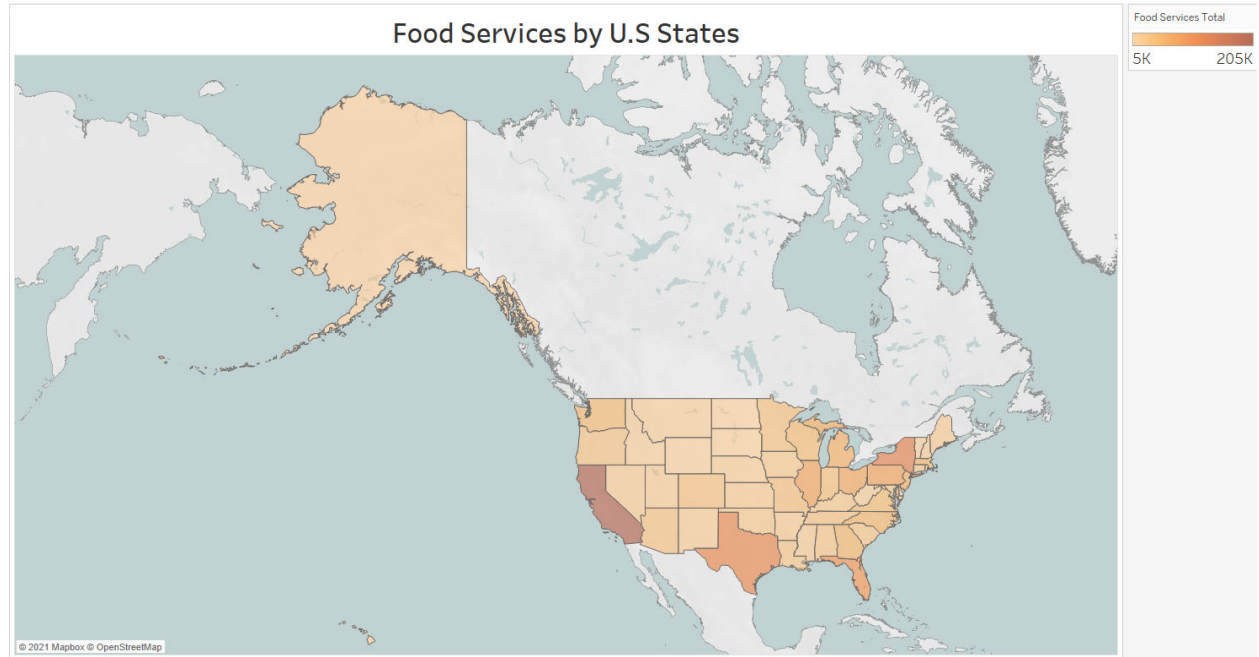 Food Services by U.S States
Food Services Total
5K 205K
© 2021 Mapbox © OpenStreetMap